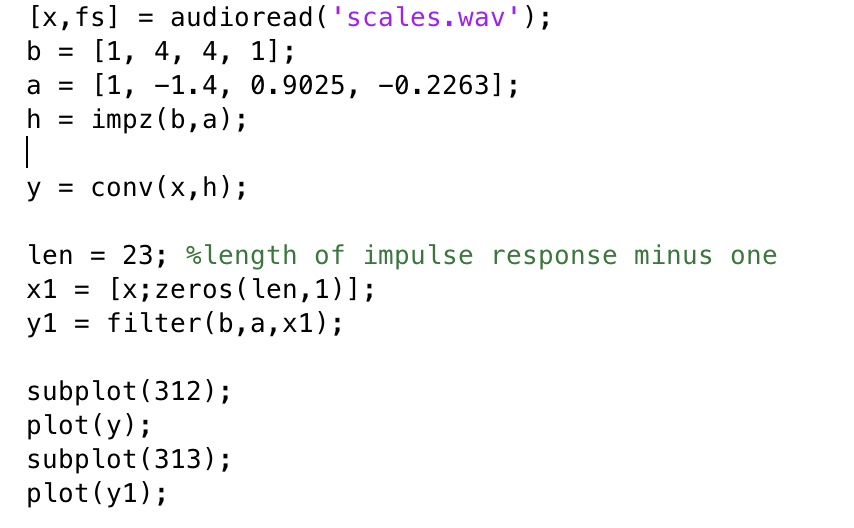 [x,fs] = audioread('scales.wav');
b = [1, 4, 4, 1];
a = [1, -1.4, 0.9025, -0.2263];
h = impz(b,a);
y = conv(x,h);
len = 23; %length of impulse response minus one
x1 = [x;zeros(len,1)];
y1 = filter(b,a,x1);
subplot(312);
plot(y);
subplot(313);
plot(y1);